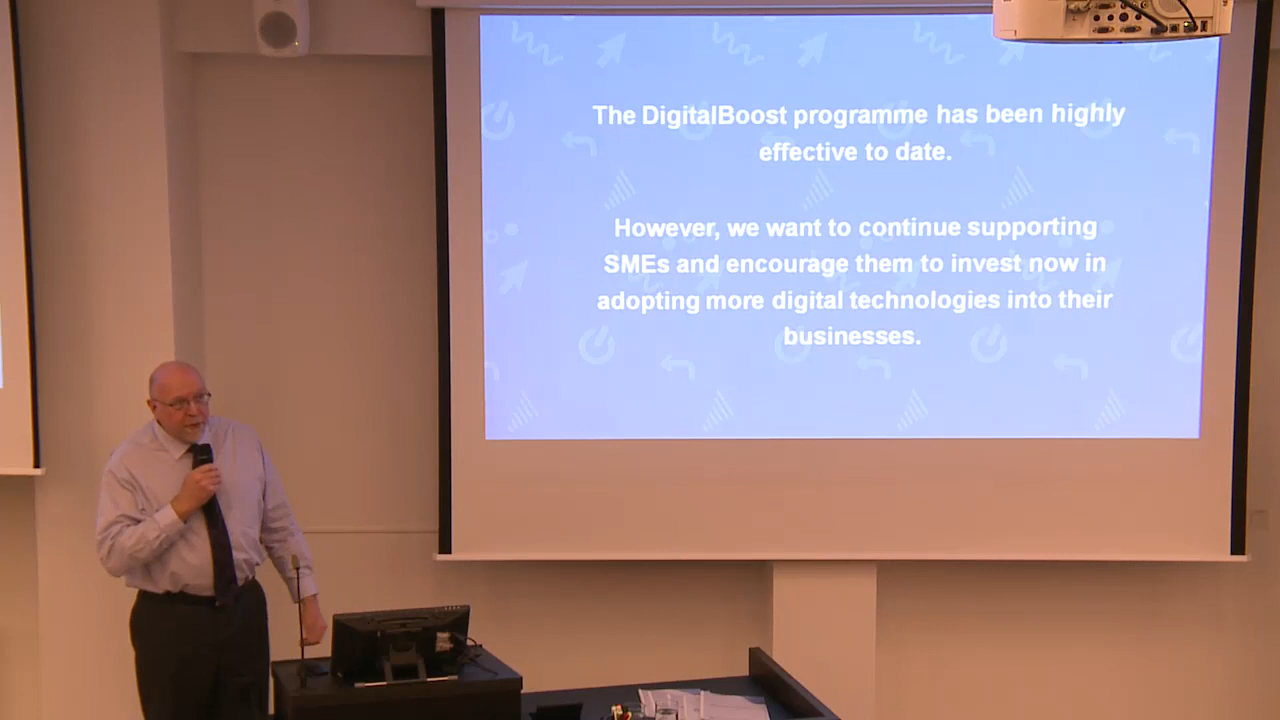 The DigitalBoost programme has been highly
effective to date.
However, we want to continue supporting
SMEs and encourage them to invest now in
adopting more digital technologies into their
businesses.